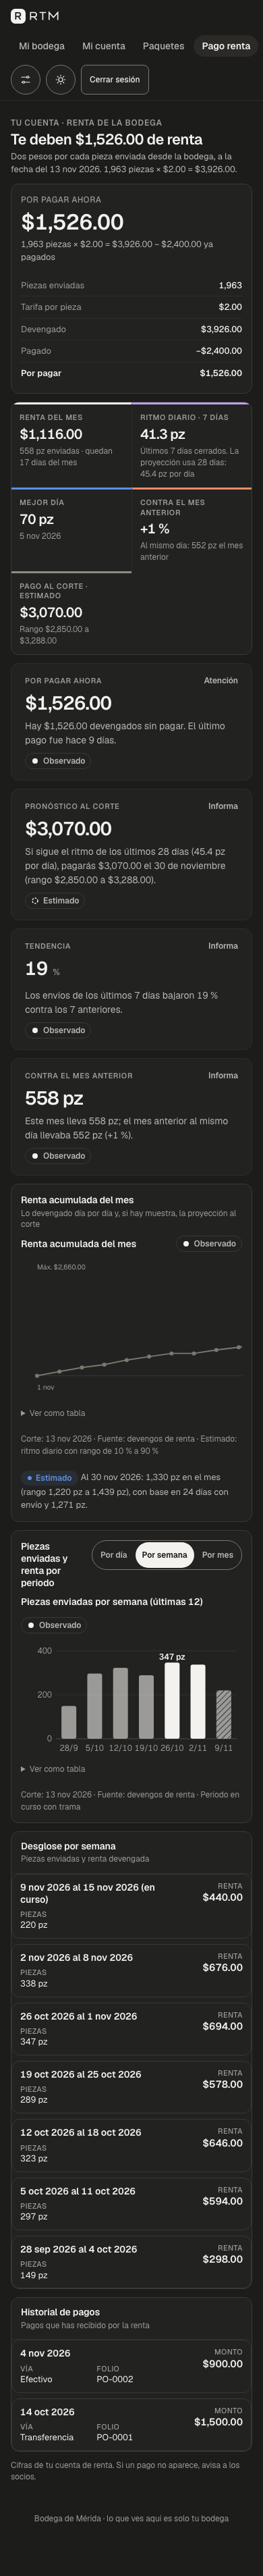 R RTM
Mi bodega Mi cuenta Paquetes Pago renta
Cerrar sesión
TU CUENTA · RENTA DE LA BODEGA
Te deben $1,526.00 de renta
Dos pesos por cada pieza enviada desde la bodega, a la
fecha del 13 nov 2026. 1,963 piezas × $2.00 = $3,926.00.
POR PAGAR AHORA
$1,526.00
1,963 piezas × $2.00 = $3,926.00 − $2,400.00 ya
pagados
Piezas enviadas 1,963
Tarifa por pieza $2.00
Devengado $3,926.00
Pagado −$2,400.00
Por pagar $1,526.00
RENTA DEL MES
$1,116.00
558 pz enviadas · quedan
17 días del mes
RITMO DIARIO · 7 DÍAS
41.3 pz
Últimos 7 días cerrados. La
proyección usa 28 días:
45.4 pz por día
MEJOR DÍA
70 pz
5 nov 2026
CONTRA EL MES
ANTERIOR
+1 %
Al mismo día: 552 pz el mes
anterior
PAGO AL CORTE ·
ESTIMADO
$3,070.00
Rango $2,850.00 a
$3,288.00
POR PAGAR AHORA Atención
$1,526.00
Hay $1,526.00 devengados sin pagar. El último
pago fue hace 9 días.
Observado
PRONÓSTICO AL CORTE Informa
$3,070.00
Si sigue el ritmo de los últimos 28 días (45.4 pz
por día), pagarás $3,070.00 el 30 de noviembre
(rango $2,850.00 a $3,288.00).
Estimado
TENDENCIA Informa
19 %
Los envios de los últimos 7 días bajaron 19 %
contra los 7 anteriores.
Observado
CONTRA EL MES ANTERIOR Informa
558 pz
Este mes lleva 558 pz; el mes anterior al mismo
día llevaba 552 pz (+1 %).
Observado
Renta acumulada del mes
Lo devengado día por día y, si hay muestra, la proyección al
corte
Renta acumulada del mes Observado
Máx. $2,660.00
1 nov
Ver como tabla
Corte: 13 nov 2026 · Fuente: devengos de renta · Estimado:
ritmo diario con rango de 10 % a 90 %
Estimado Al 30 nov 2026: 1,330 pz en el mes
(rango 1,220 pz a 1,439 pz), con base en 24 días con
envío y 1,271 pz.
Piezas
enviadas y
renta por
periodo
Por día Por semana Por mes
Piezas enviadas por semana (últimas 12)
Observado
400
200
0
347 pz
28/9 5/10 12/10 19/10 26/10 2/11 9/11
Ver como tabla
Corte: 13 nov 2026 · Fuente: devengos de renta · Periodo en
curso con trama
Desglose por semana
Piezas enviadas y renta devengada
9 nov 2026 al 15 nov 2026 (en
curso)
RENTA
$440.00
PIEZAS
220 pz
2 nov 2026 al 8 nov 2026
RENTA
$676.00
PIEZAS
338 pz
26 oct 2026 al 1 nov 2026
RENTA
$694.00
PIEZAS
347 pz
19 oct 2026 al 25 oct 2026
RENTA
$578.00
PIEZAS
289 pz
12 oct 2026 al 18 oct 2026
RENTA
$646.00
PIEZAS
323 pz
5 oct 2026 al 11 oct 2026
RENTA
$594.00
PIEZAS
297 pz
28 sep 2026 al 4 oct 2026
RENTA
$298.00
PIEZAS
149 pz
Historial de pagos
Pagos que has recibido por la renta
4 nov 2026
MONTO
$900.00
VÍA FOLIO
Efectivo PO-0002
14 oct 2026
MONTO
$1,500.00
VÍA FOLIO
Transferencia PO-0001
Cifras de tu cuenta de renta. Si un pago no aparece, avisa a los
socios.
Bodega de Mérida · lo que ves aquí es solo tu bodega